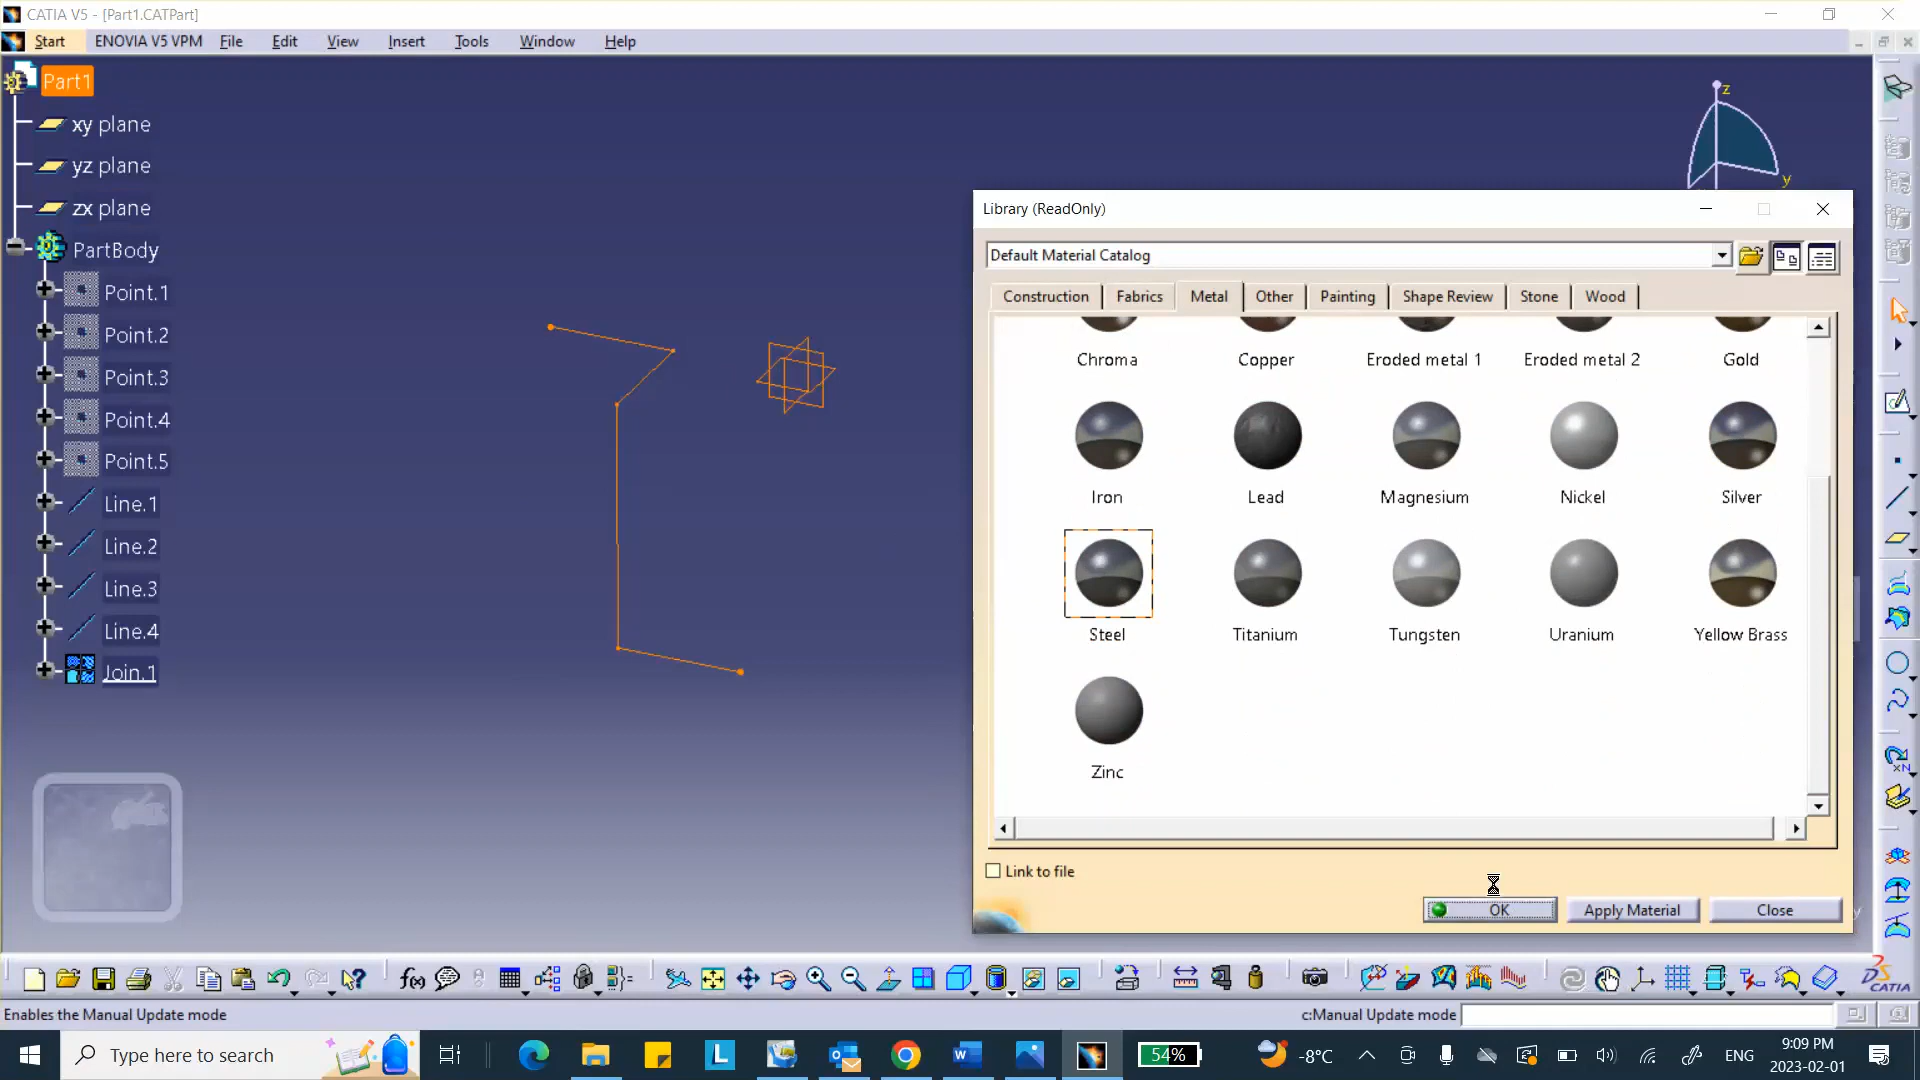 CATIA V5 - [Part1.CATPart]
Start ENOVIA V5 VPM File Edit View Insert Tools Window Help
Part1
xy plane
yz plane
zx plane
PartBody
Point.1
Point.2
Point.3
Point.4
Point.5
Line.1
Line.2
Line.3
Line.4
Join.1
z
y
Library (ReadOnly)
Default Material Catalog
Construction Fabrics Metal Other Painting Shape Review Stone Wood
Chroma Copper Eroded metal 1 Eroded metal 2 Gold
Iron Lead Magnesium Nickel Silver
Steel Titanium Tungsten Uranium Yellow Brass
Zinc
Link to file
OK Apply Material Close
f(x)
CATIA
Enables the Manual Update mode
c:Manual Update mode
Type here to search
L
54%
-8°C
ENG
9:09 PM
2023-02-01